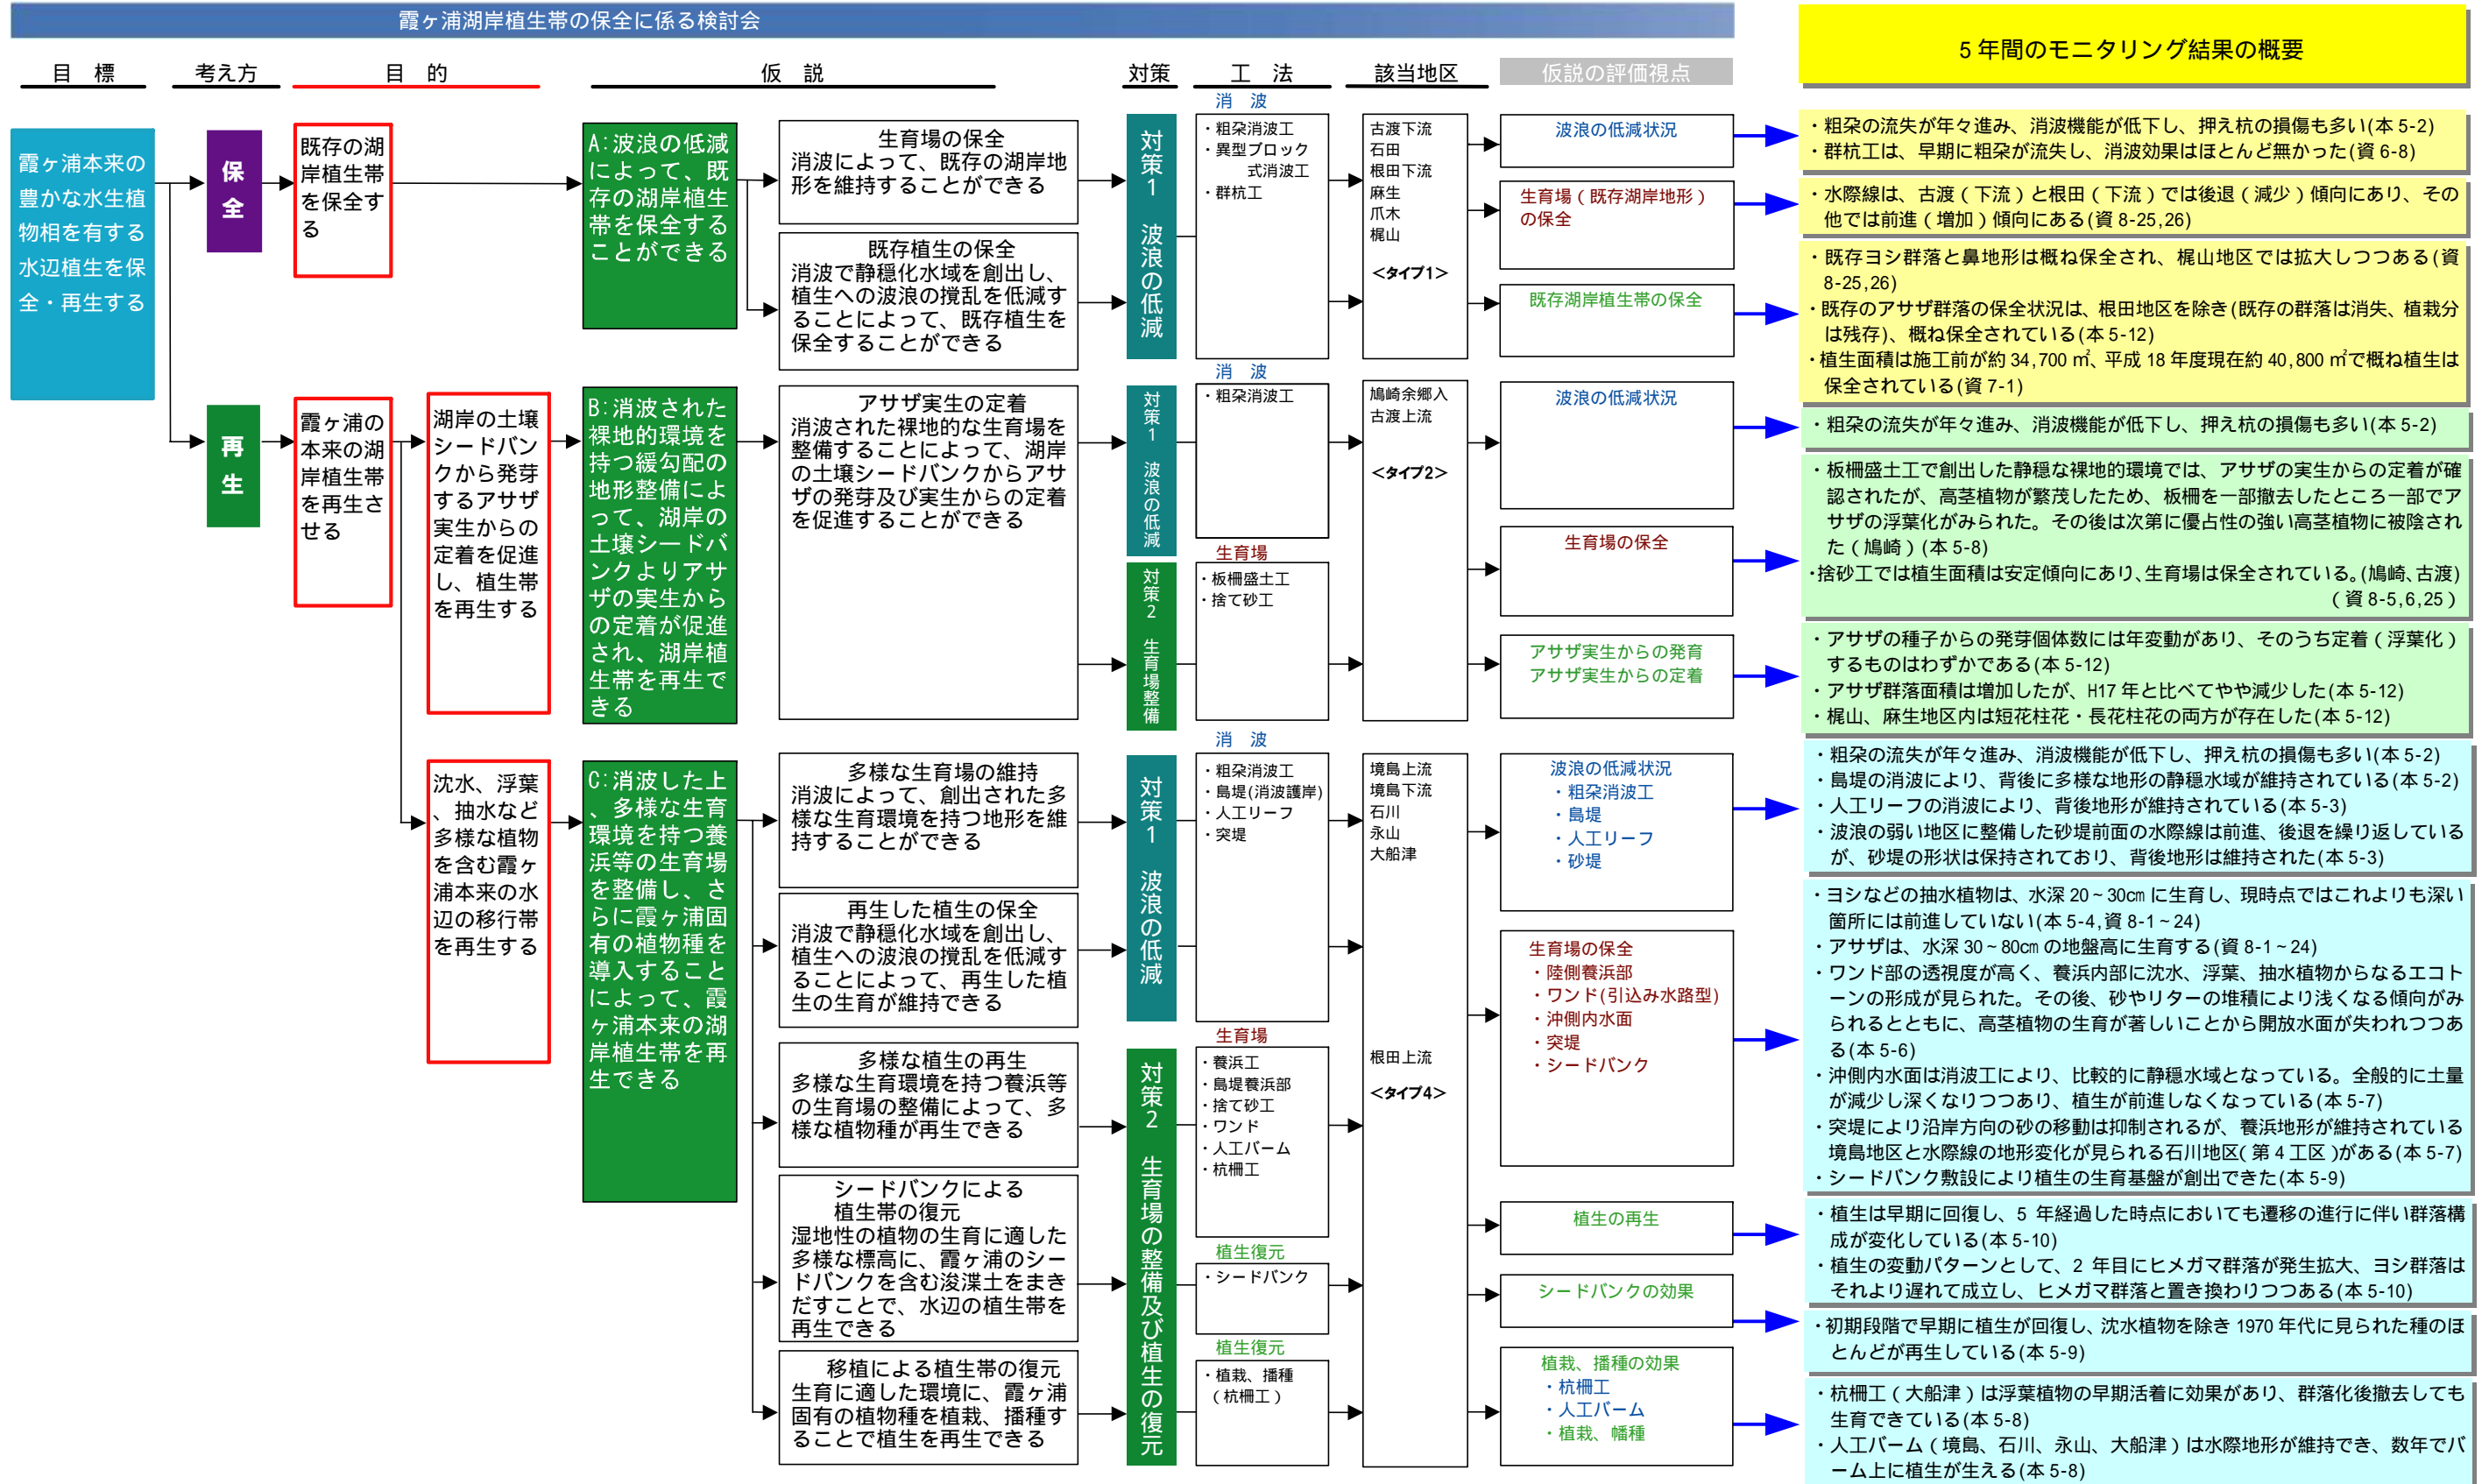 霞ヶ浦湖岸植生帯の保全に係る検討会
5年間のモニタリング結果の概要
目 標
考え方
目 的
仮 説
対策
工 法
該当地区
仮説の評価視点
霞ヶ浦本来の
豊かな水生植
物相を有する
水辺植生を保
全・再生する
保
全
既存の湖
岸植生帯
を保全す
る
A:波浪の低減
によって、既
存の湖岸植生
帯を保全する
ことができる
生育場の保全
消波によって、既存の湖岸地
形を維持することができる
既存植生の保全
消波で静穏化水域を創出し、
植生への波浪の撹乱を低減す
ることによって、既存植生を
保全することができる
対策1 波浪の低減
消 波
・粗朶消波工
・異型ブロック
式消波工
・群杭工
古渡下流
石田
根田下流
麻生
爪木
梶山
<タイプ1>
波浪の低減状況
生育場(既存湖岸地形)
の保全
既存湖岸植生帯の保全
・粗朶の流失が年々進み、消波機能が低下し、押え杭の損傷も多い(本5-2)
・群杭工は、早期に粗朶が流失し、消波効果はほとんど無かった(資6-8)
・水際線は、古渡(下流)と根田(下流)では後退(減少)傾向にあり、その
他では前進(増加)傾向にある(資8-25,26)
・既存ヨシ群落と鼻地形は概ね保全され、梶山地区では拡大しつつある(資
8-25,26)
・既存のアサザ群落の保全状況は、根田地区を除き(既存の群落は消失、植栽分
は残存)、概ね保全されている(本5-12)
・植生面積は施工前が約34,700㎡、平成18年度現在約40,800㎡で概ね植生は
保全されている(資7-1)
再
生
霞ヶ浦の
本来の湖
岸植生帯
を再生さ
せる
湖岸の土壌
シードバン
クから発芽
するアサザ
実生からの
定着を促進
し、植生帯
を再生する
B:消波された
裸地的環境を
持つ緩勾配の
地形整備によ
って、湖岸の
土壌シードバ
ンクよりアサ
ザの実生から
の定着が促進
され、湖岸植
生帯を再生で
きる
アサザ実生の定着
消波された裸地的な生育場を
整備することによって、湖岸
の土壌シードバンクからアサ
ザの発芽及び実生からの定着
を促進することができる
対策1 波浪の低減
対策2 生育場整備
消 波
・粗朶消波工
生育場
・板柵盛土工
・捨て砂工
鳩崎余郷入
古渡上流
<タイプ2>
波浪の低減状況
生育場の保全
アサザ実生からの発育
アサザ実生からの定着
・粗朶の流失が年々進み、消波機能が低下し、押え杭の損傷も多い(本5-2)
・板柵盛土工で創出した静穏な裸地的環境では、アサザの実生からの定着が確
認されたが、高茎植物が繁茂したため、板柵を一部撤去したところ一部でア
サザの浮葉化がみられた。その後は次第に優占性の強い高茎植物に被陰され
た(鳩崎)(本5-8)
・捨砂工では植生面積は安定傾向にあり、生育場は保全されている。(鳩崎、古渡)
(資8-5,6,25)
・アサザの種子からの発芽個体数には年変動があり、そのうち定着(浮葉化)
するものはわずかである(本5-12)
・アサザ群落面積は増加したが、H17年と比べてやや減少した(本5-12)
・梶山、麻生地区内は短花柱花・長花柱花の両方が存在した(本5-12)
沈水、浮葉
、抽水など
多様な植物
を含む霞ヶ
浦本来の水
辺の移行帯
を再生する
C:消波した上
、多様な生育
環境を持つ養
浜等の生育場
を整備し、さ
らに霞ヶ浦固
有の植物種を
導入すること
によって、霞
ヶ浦本来の湖
岸植生帯を再
生できる
多様な生育場の維持
消波によって、創出された多
様な生育環境を持つ地形を維
持することができる
再生した植生の保全
消波で静穏化水域を創出し、
植生への波浪の撹乱を低減す
ることによって、再生した植
生の生育が維持できる
多様な植生の再生
多様な生育環境を持つ養浜等
の生育場の整備によって、多
様な植物種が再生できる
シードバンクによる
植生帯の復元
湿地性の植物の生育に適した
多様な標高に、霞ヶ浦のシー
ドバンクを含む浚渫土をまき
だすことで、水辺の植生帯を
再生できる
移植による植生帯の復元
生育に適した環境に、霞ヶ浦
固有の植物種を植栽、播種す
ることで植生を再生できる
対策1 波浪の低減
対策2 生育場の整備及び植生の復元
消 波
・粗朶消波工
・島堤(消波護岸)
・人工リーフ
・突堤
生育場
・養浜工
・島堤養浜部
・捨て砂工
・ワンド
・人工バーム
・杭柵工
植生復元
・シードバンク
植生復元
・植栽、播種
(杭柵工)
境島上流
境島下流
石川
永山
大船津
根田上流
<タイプ4>
波浪の低減状況
・粗朶消波工
・島堤
・人工リーフ
・砂堤
生育場の保全
・陸側養浜部
・ワンド(引込み水路型)
・沖側内水面
・突堤
・シードバンク
植生の再生
シードバンクの効果
植栽、播種の効果
・杭柵工
・人工バーム
・植栽、幡種
・粗朶の流失が年々進み、消波機能が低下し、押え杭の損傷も多い(本5-2)
・島堤の消波により、背後に多様な地形の静穏水域が維持されている(本5-2)
・人工リーフの消波により、背後地形が維持されている(本5-3)
・波浪の弱い地区に整備した砂堤前面の水際線は前進、後退を繰り返している
が、砂堤の形状は保持されており、背後地形は維持された(本5-3)
・ヨシなどの抽水植物は、水深20~30㎝に生育し、現時点ではこれよりも深い
箇所には前進していない(本5-4,資8-1~24)
・アサザは、水深30~80㎝の地盤高に生育する(資8-1~24)
・ワンド部の透視度が高く、養浜内部に沈水、浮葉、抽水植物からなるエコト
ーンの形成が見られた。その後、砂やリターの堆積により浅くなる傾向がみ
られるとともに、高茎植物の生育が著しいことから開放水面が失われつつあ
る(本5-6)
・沖側内水面は消波工により、比較的に静穏水域となっている。全般的に土量
が減少し深くなりつつあり、植生が前進しなくなっている(本5-7)
・突堤により沿岸方向の砂の移動は抑制されるが、養浜地形が維持されている
境島地区と水際線の地形変化が見られる石川地区(第4工区)がある(本5-7)
・シードバンク敷設により植生の生育基盤が創出できた(本5-9)
・植生は早期に回復し、5年経過した時点においても遷移の進行に伴い群落構
成が変化している(本5-10)
・植生の変動パターンとして、2年目にヒメガマ群落が発生拡大、ヨシ群落は
それより遅れて成立し、ヒメガマ群落と置き換わりつつある(本5-10)
・初期段階で早期に植生が回復し、沈水植物を除き1970年代に見られた種のほ
とんどが再生している(本5-9)
・杭柵工(大船津)は浮葉植物の早期活着に効果があり、群落化後撤去しても
生育できている(本5-8)
・人工バーム(境島、石川、永山、大船津)は水際地形が維持でき、数年でバ
ーム上に植生が生える(本5-8)